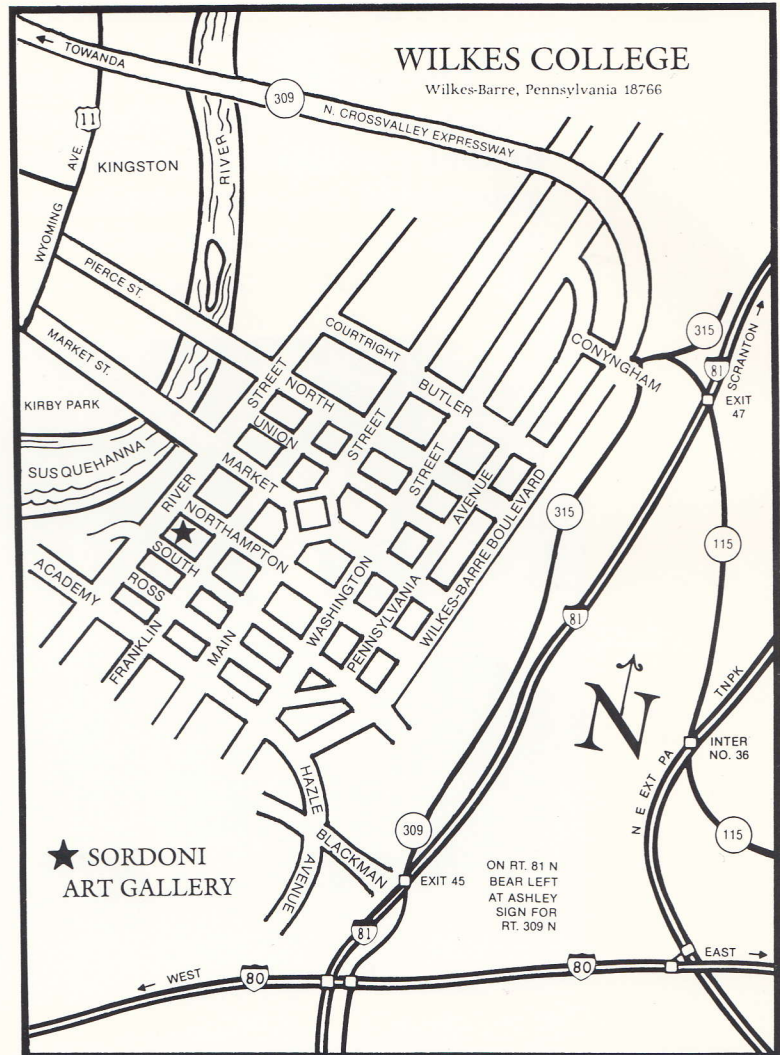 WILKES COLLEGE
Wilkes-Barre, Pennsylvania 18766
← TOWANDA
309
N. CROSSVALLEY EXPRESSWAY
11
WYOMING AVE.
KINGSTON
RIVER
PIERCE ST.
MARKET ST.
KIRBY PARK
SUSQUEHANNA
COURTRIGHT
BUTLER
CONYNGHAM
315
81
SCRANTON →
EXIT
47
RIVER STREET
NORTH
UNION
MARKET
NORTHAMPTON
SOUTH
ROSS
ACADEMY
FRANKLIN
MAIN STREET
WASHINGTON STREET
PENNSYLVANIA AVENUE
WILKES-BARRE BOULEVARD
315
115
81
N
TNPK
N E EXT PA
INTER
NO. 36
115
HAZLE AVENUE
BLACKMAN
309
EXIT 45
ON RT. 81 N
BEAR LEFT
AT ASHLEY
SIGN FOR
RT. 309 N
★ SORDONI
ART GALLERY
81
← WEST
80
80
EAST →